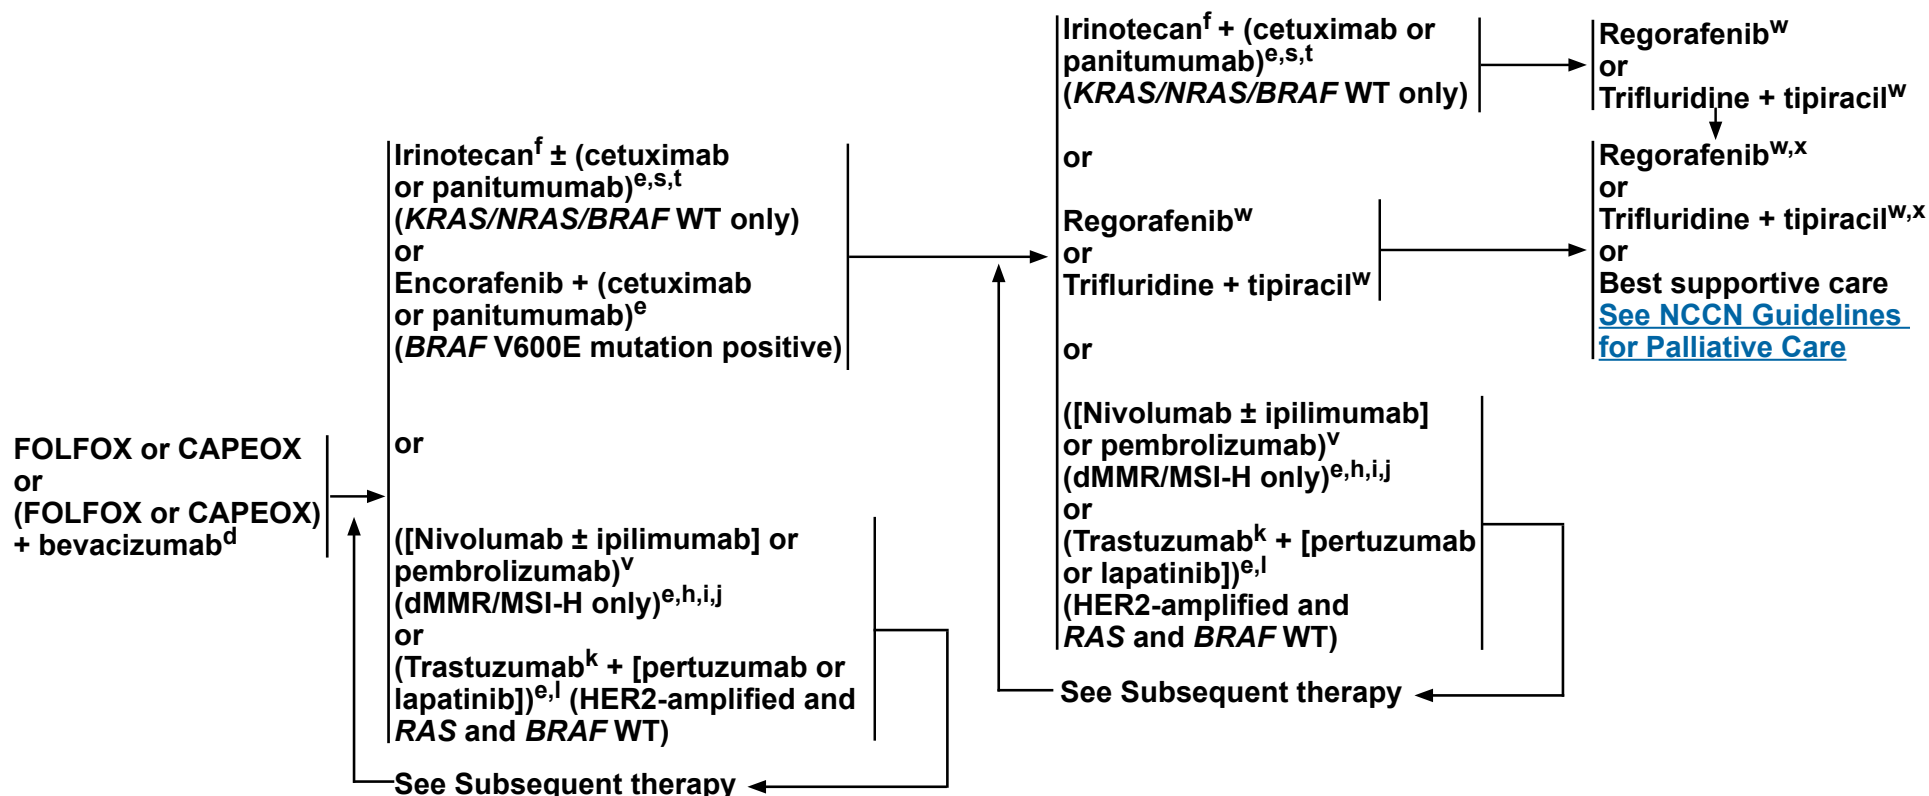 FOLFOX or CAPEOX
or
(FOLFOX or CAPEOX)
+ bevacizumabᵈ
Irinotecanᶠ ± (cetuximab
or panitumumab)ᵉ,ˢ,ᵗ
(KRAS/NRAS/BRAF WT only)
or
Encorafenib + (cetuximab
or panitumumab)ᵉ
(BRAF V600E mutation positive)
or
([Nivolumab ± ipilimumab] or
pembrolizumab)ᵛ
(dMMR/MSI-H only)ᵉ,ʰ,ⁱ,ʲ
or
(Trastuzumabᵏ + [pertuzumab or
lapatinib])ᵉ,ˡ (HER2-amplified and
RAS and BRAF WT)
See Subsequent therapy
Irinotecanᶠ + (cetuximab or
panitumumab)ᵉ,ˢ,ᵗ
(KRAS/NRAS/BRAF WT only)
or
Regorafenibʷ
or
Trifluridine + tipiracilʷ
or
([Nivolumab ± ipilimumab]
or pembrolizumab)ᵛ
(dMMR/MSI-H only)ᵉ,ʰ,ⁱ,ʲ
or
(Trastuzumabᵏ + [pertuzumab
or lapatinib])ᵉ,ˡ
(HER2-amplified and
RAS and BRAF WT)
See Subsequent therapy
Regorafenibʷ
or
Trifluridine + tipiracilʷ
Regorafenibʷ,ˣ
or
Trifluridine + tipiracilʷ,ˣ
or
Best supportive care
See NCCN Guidelines
for Palliative Care